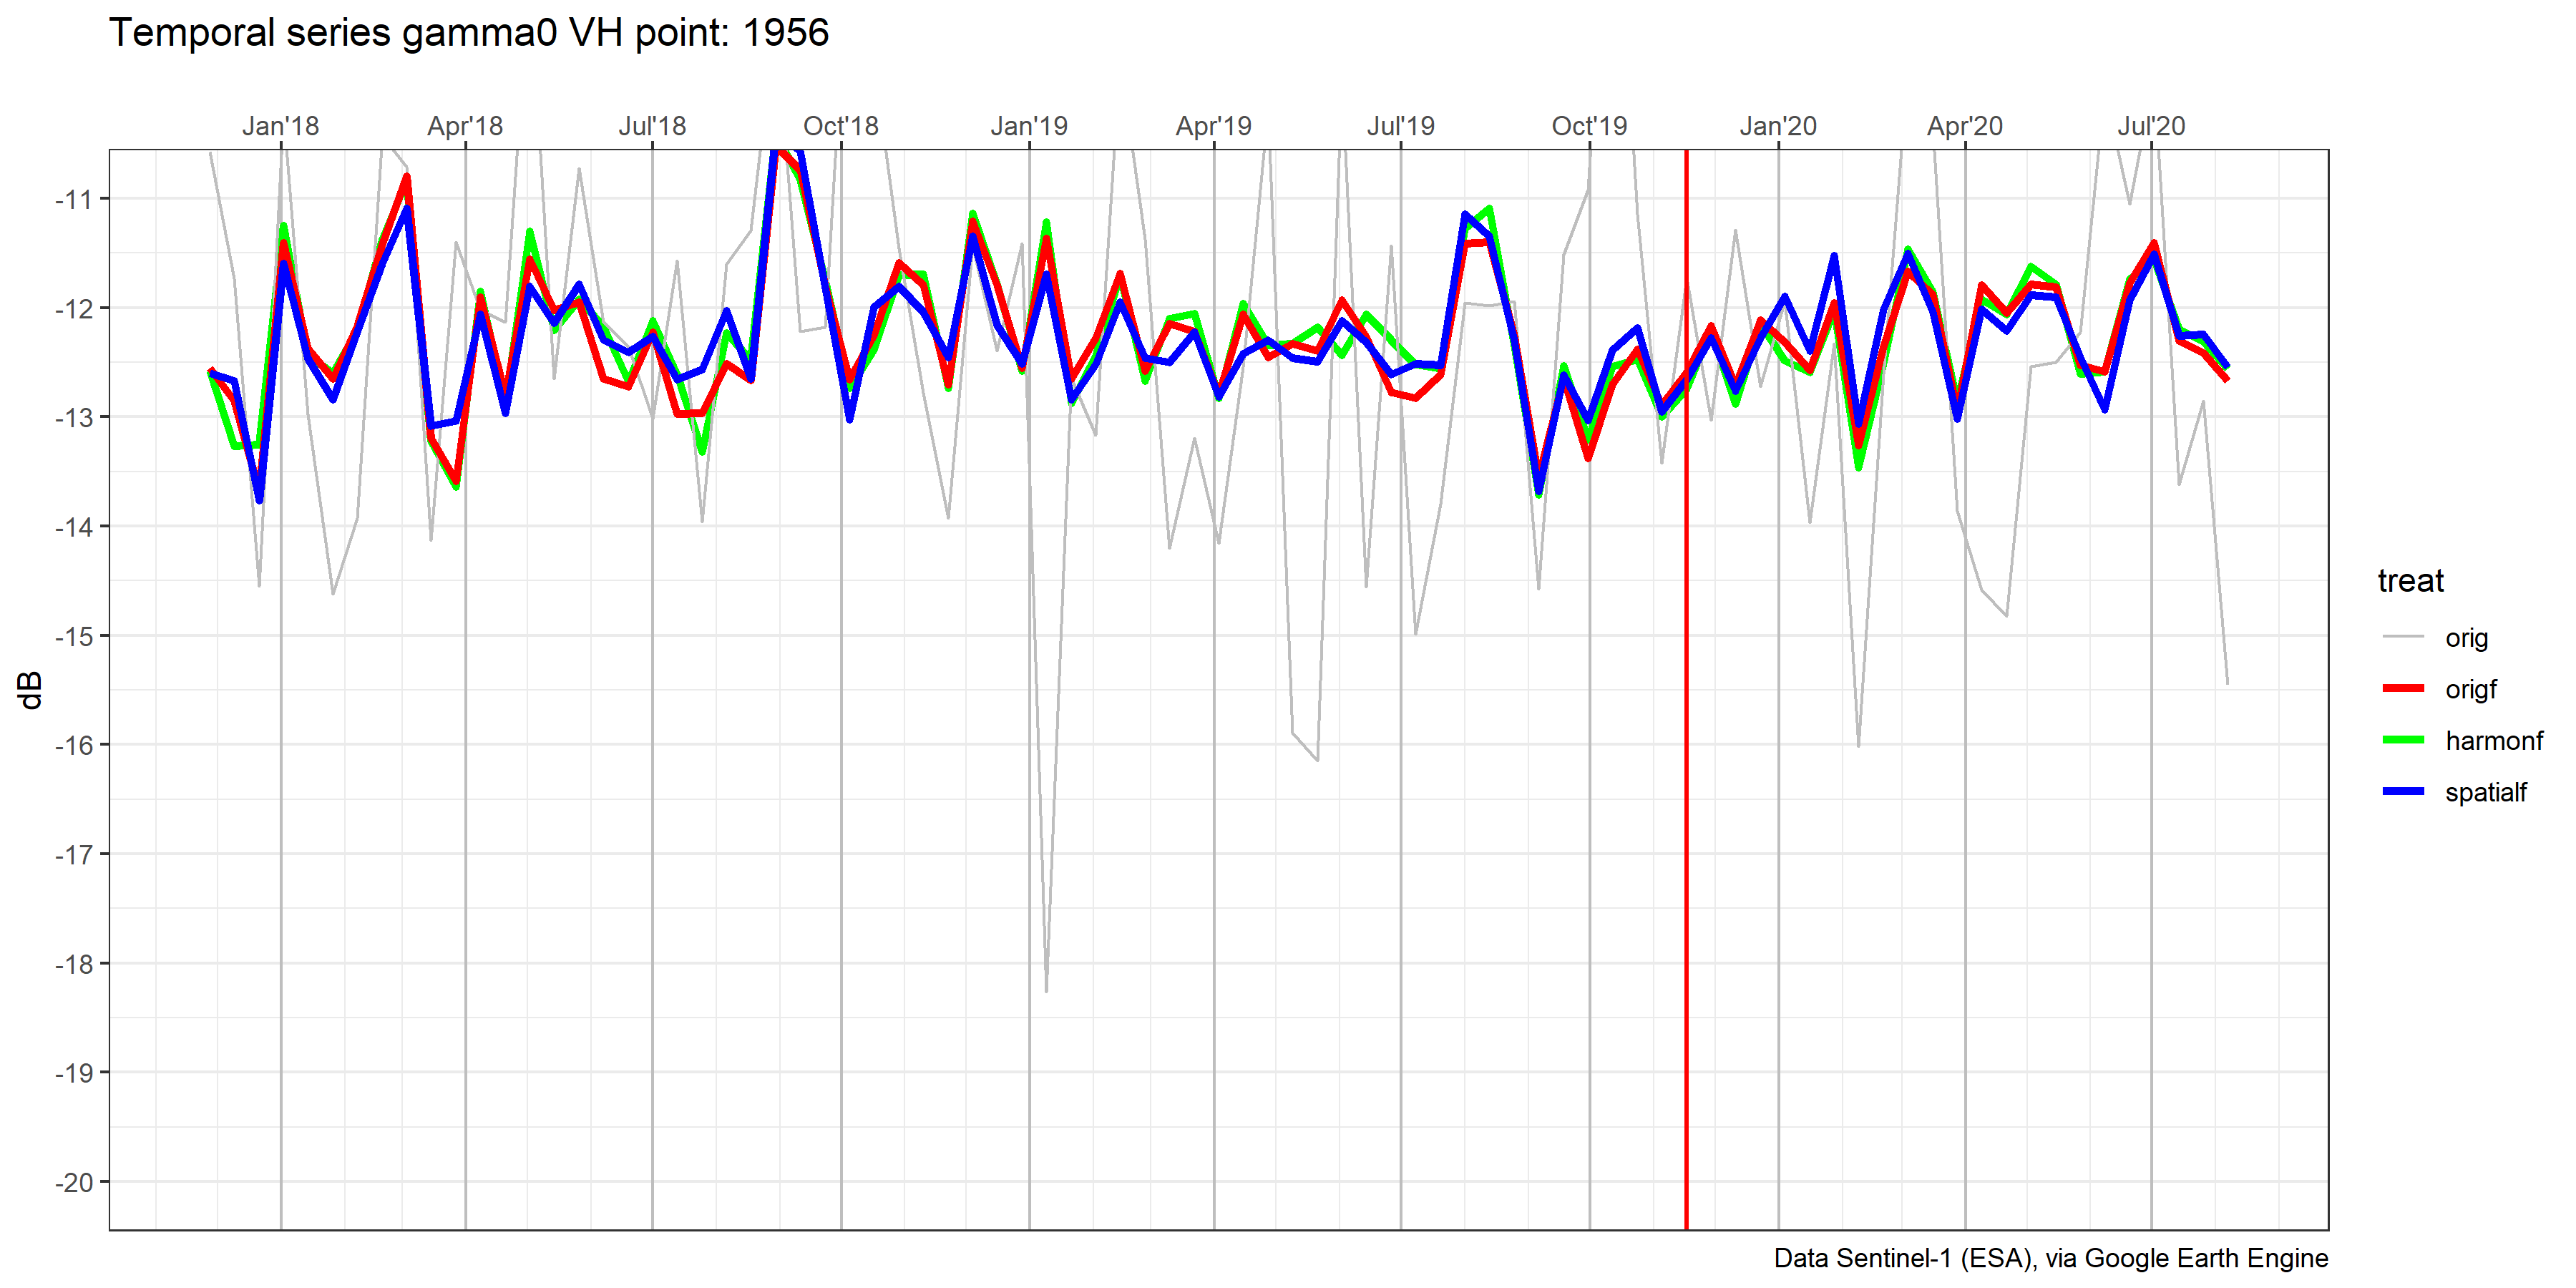 Temporal series gamma0 VH point: 1956
Jan'18 Apr'18 Jul'18 Oct'18 Jan'19 Apr'19 Jul'19 Oct'19 Jan'20 Apr'20 Jul'20
-11
-12
-13
-14
-15
-16
-17
-18
-19
-20
dB
treat
orig
origf
harmonf
spatialf
Data Sentinel-1 (ESA), via Google Earth Engine